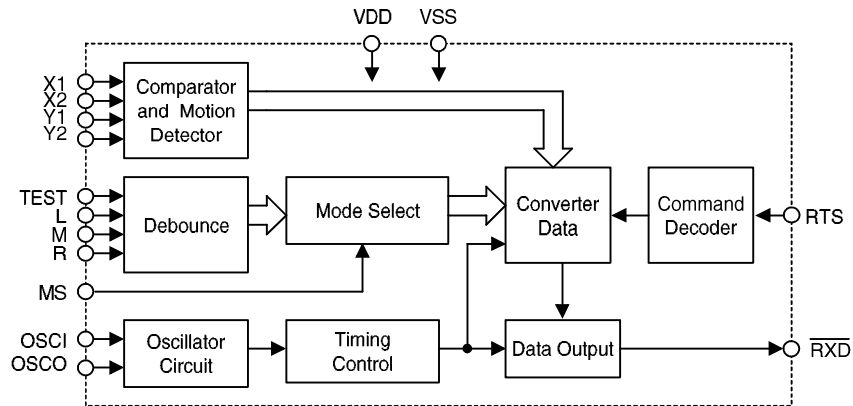 VDD
VSS
X1
X2
Y1
Y2
Comparator
and Motion
Detector
TEST
L
M
R
Debounce
Mode Select
Converter
Data
Command
Decoder
RTS
MS
OSCI
OSCO
Oscillator
Circuit
Timing
Control
Data Output
RXD